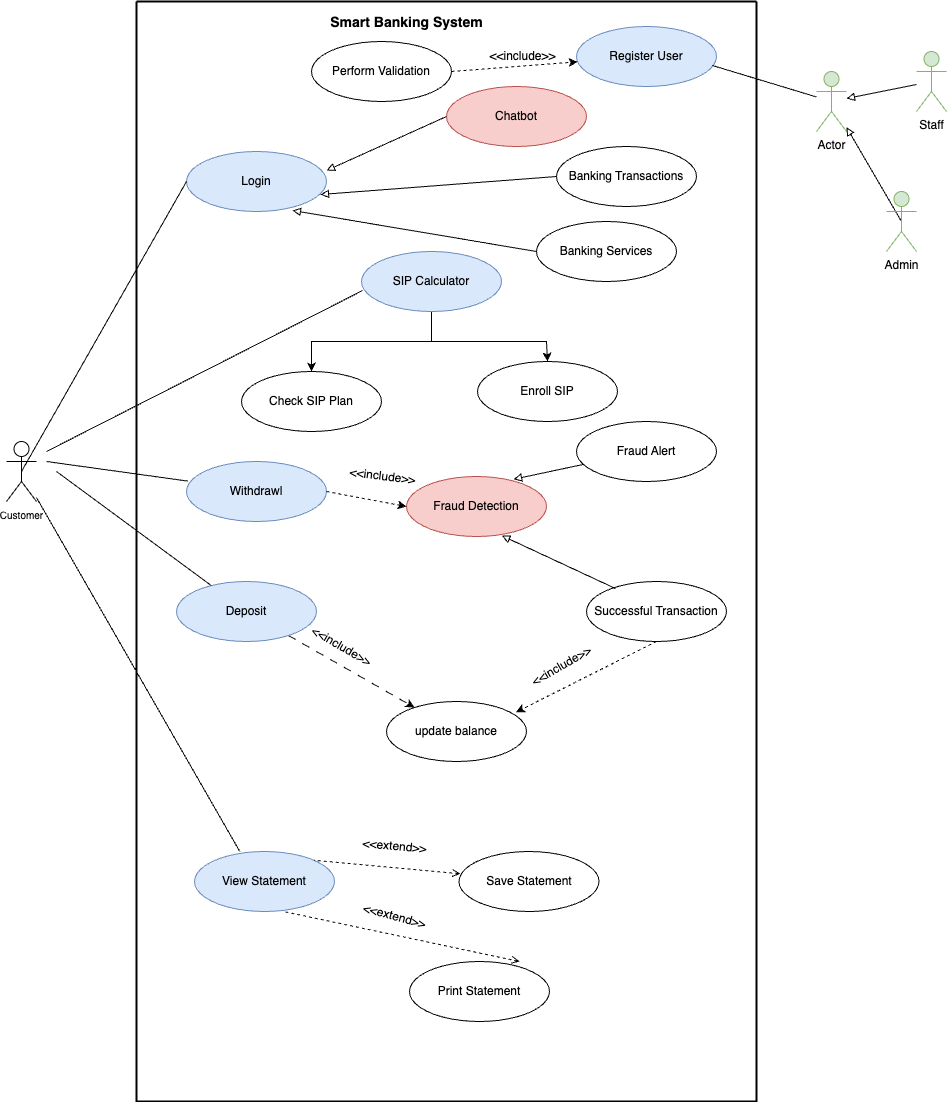 Smart Banking System
<<include>>
Register User
Perform Validation
Chatbot
Actor
Staff
Login
Banking Transactions
Banking Services
Admin
SIP Calculator
Check SIP Plan
Enroll SIP
Fraud Alert
Customer
Withdrawl
<<include>>
Fraud Detection
Deposit
Successful Transaction
<<include>>
<<include>>
update balance
<<extend>>
View Statement
Save Statement
<<extend>>
Print Statement